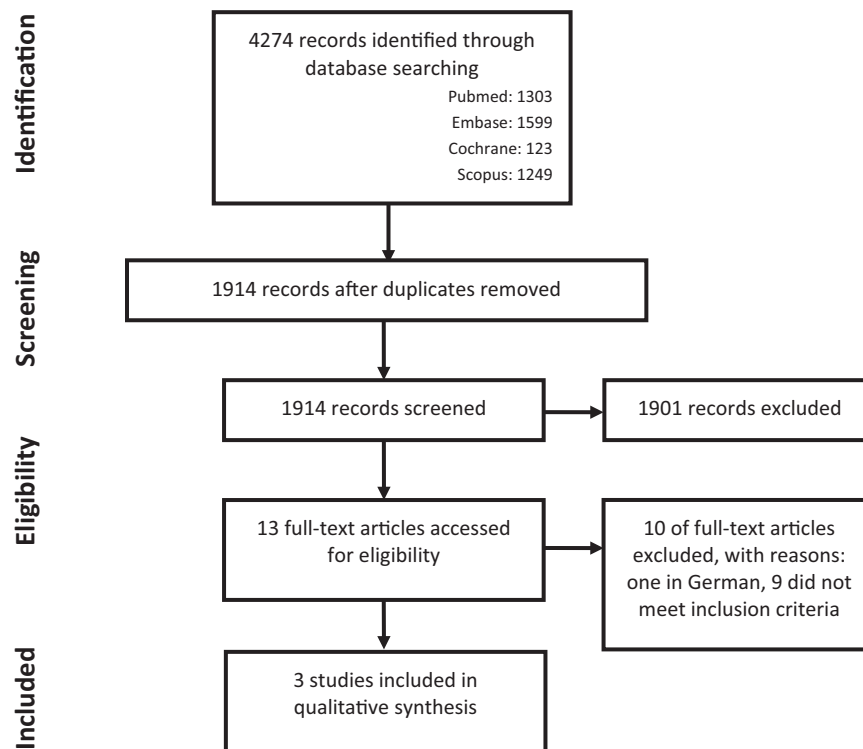 Identification
4274 records identified through
database searching
Pubmed: 1303
Embase: 1599
Cochrane: 123
Scopus: 1249
Screening
1914 records after duplicates removed
1914 records screened
1901 records excluded
Eligibility
13 full-text articles accessed
for eligibility
10 of full-text articles
excluded, with reasons:
one in German, 9 did not
meet inclusion criteria
Included
3 studies included in
qualitative synthesis